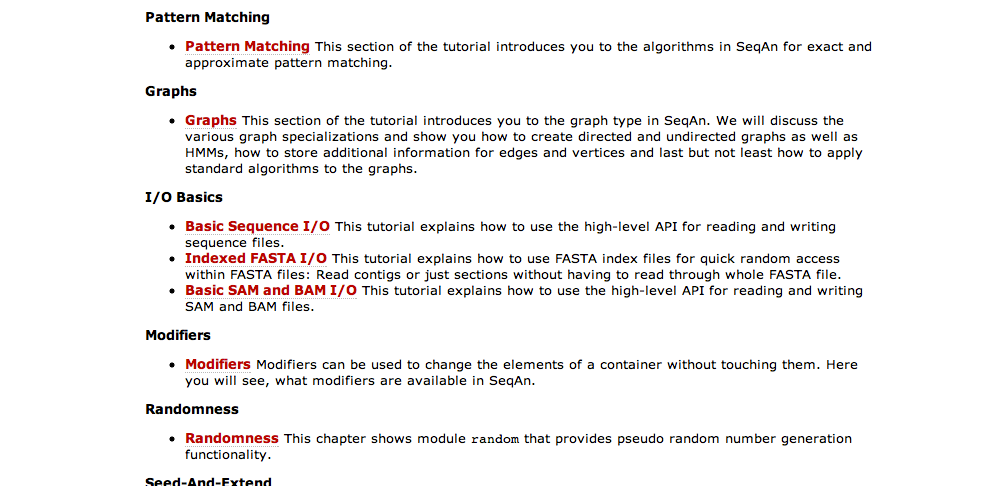 Pattern Matching
Pattern Matching This section of the tutorial introduces you to the algorithms in SeqAn for exact and
approximate pattern matching.
Graphs
Graphs This section of the tutorial introduces you to the graph type in SeqAn. We will discuss the
various graph specializations and show you how to create directed and undirected graphs as well as
HMMs, how to store additional information for edges and vertices and last but not least how to apply
standard algorithms to the graphs.
I/O Basics
Basic Sequence I/O This tutorial explains how to use the high-level API for reading and writing
sequence files.
Indexed FASTA I/O This tutorial explains how to use FASTA index files for quick random access
within FASTA files: Read contigs or just sections without having to read through whole FASTA file.
Basic SAM and BAM I/O This tutorial explains how to use the high-level API for reading and writing
SAM and BAM files.
Modifiers
Modifiers Modifiers can be used to change the elements of a container without touching them. Here
you will see, what modifiers are available in SeqAn.
Randomness
Randomness This chapter shows module random that provides pseudo random number generation
functionality.
Seed-And-Extend